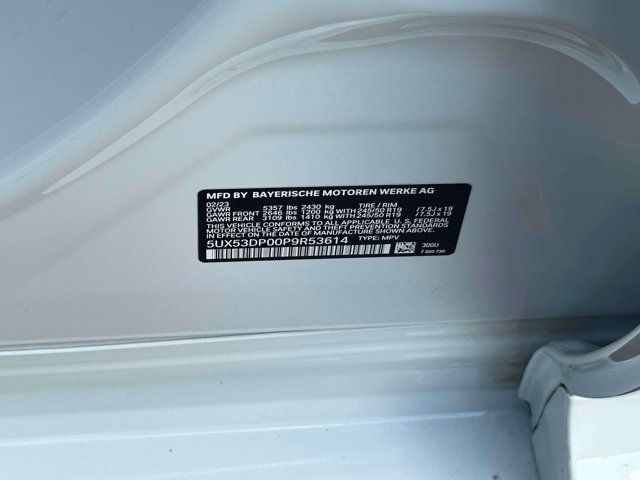 MFD BY BAYERISCHE MOTOREN WERKE AG
02/23 TIRE / RIM
GVWR 5357 lbs 2430 kg
GAWR FRONT 2646 lbs 1200 kg WITH 245/50 R19 / 7.5J x 19
GAWR REAR 3109 lbs 1410 kg WITH 245/50 R19 / 7.5J x 19
THIS VEHICLE CONFORMS TO ALL APPLICABLE U. S. FEDERAL
MOTOR VEHICLE SAFETY STANDARDS IN EFFECT ON THE DATE OF
MANUFACTURE SHOWN ABOVE.
5UX53DP00P9R53614 TYPE: MPV
300U
7 320 730